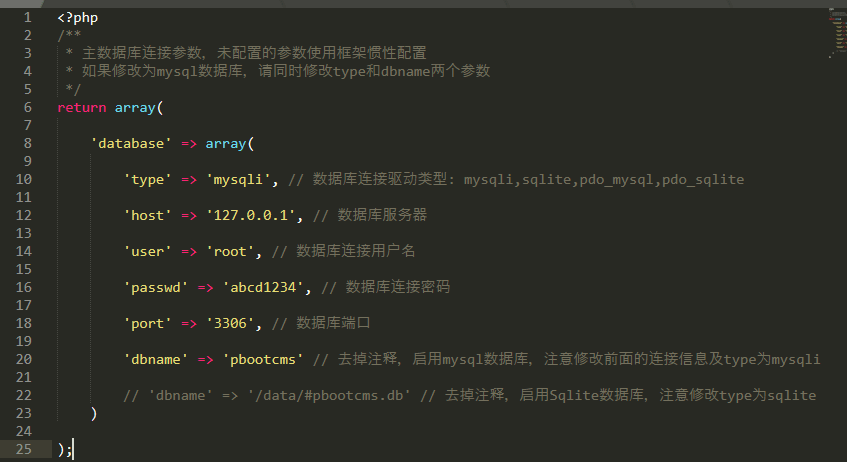 1 <?php
2 /**
3  * 主数据库连接参数，未配置的参数使用框架惯性配置
4  * 如果修改为mysql数据库，请同时修改type和dbname两个参数
5  */
6 return array(
7
8     'database' => array(
9
10         'type' => 'mysqli', // 数据库连接驱动类型: mysqli,sqlite,pdo_mysql,pdo_sqlite
11
12         'host' => '127.0.0.1', // 数据库服务器
13
14         'user' => 'root', // 数据库连接用户名
15
16         'passwd' => 'abcd1234', // 数据库连接密码
17
18         'port' => '3306', // 数据库端口
19
20         'dbname' => 'pbootcms' // 去掉注释，启用mysql数据库，注意修改前面的连接信息及type为mysqli
21
22         // 'dbname' => '/data/#pbootcms.db' // 去掉注释，启用Sqlite数据库，注意修改type为sqlite
23     )
24
25 );